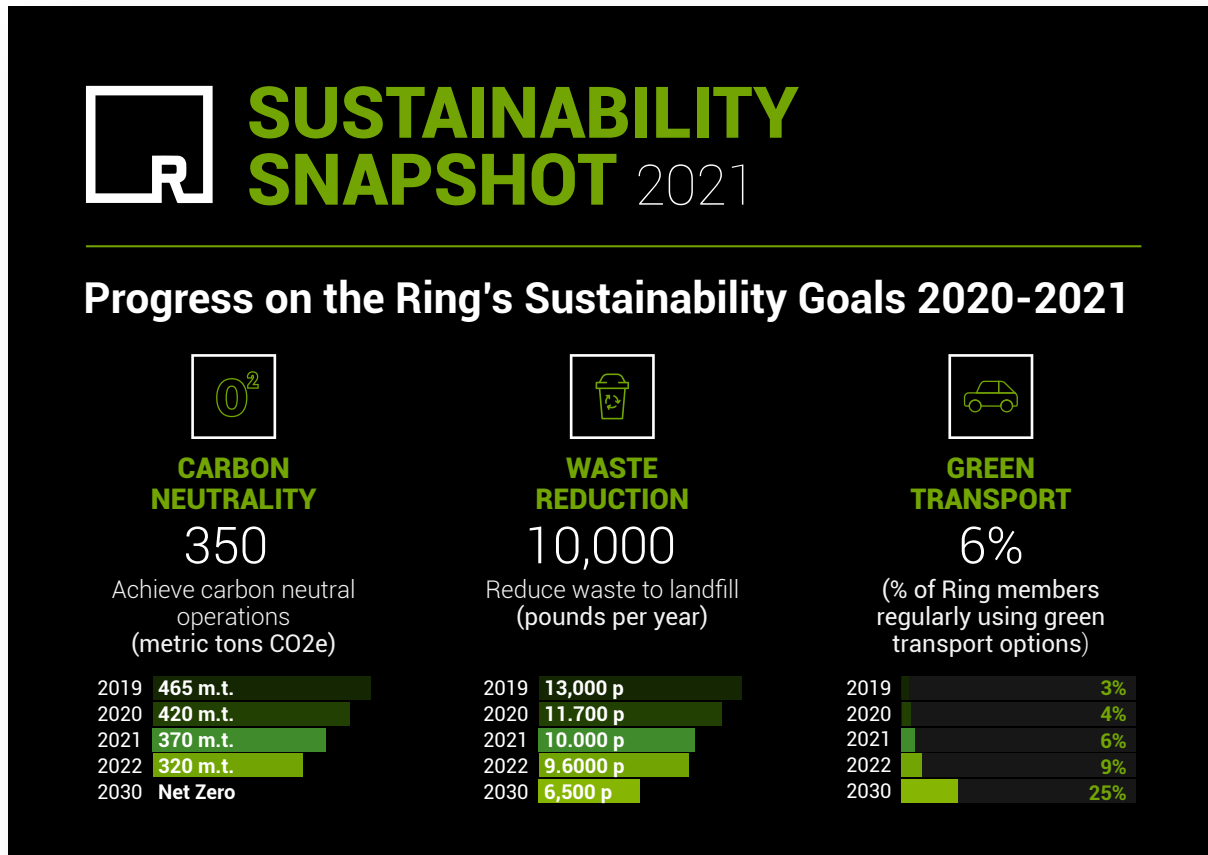 R
SUSTAINABILITY
SNAPSHOT 2021
Progress on the Ring's Sustainability Goals 2020-2021
0²
CARBON
NEUTRALITY
350
Achieve carbon neutral
operations
(metric tons CO2e)
2019 465 m.t.
2020 420 m.t.
2021 370 m.t.
2022 320 m.t.
2030 Net Zero
WASTE
REDUCTION
10,000
Reduce waste to landfill
(pounds per year)
2019 13,000 p
2020 11.700 p
2021 10.000 p
2022 9.6000 p
2030 6,500 p
GREEN
TRANSPORT
6%
(% of Ring members
regularly using green
transport options)
2019 3%
2020 4%
2021 6%
2022 9%
2030 25%